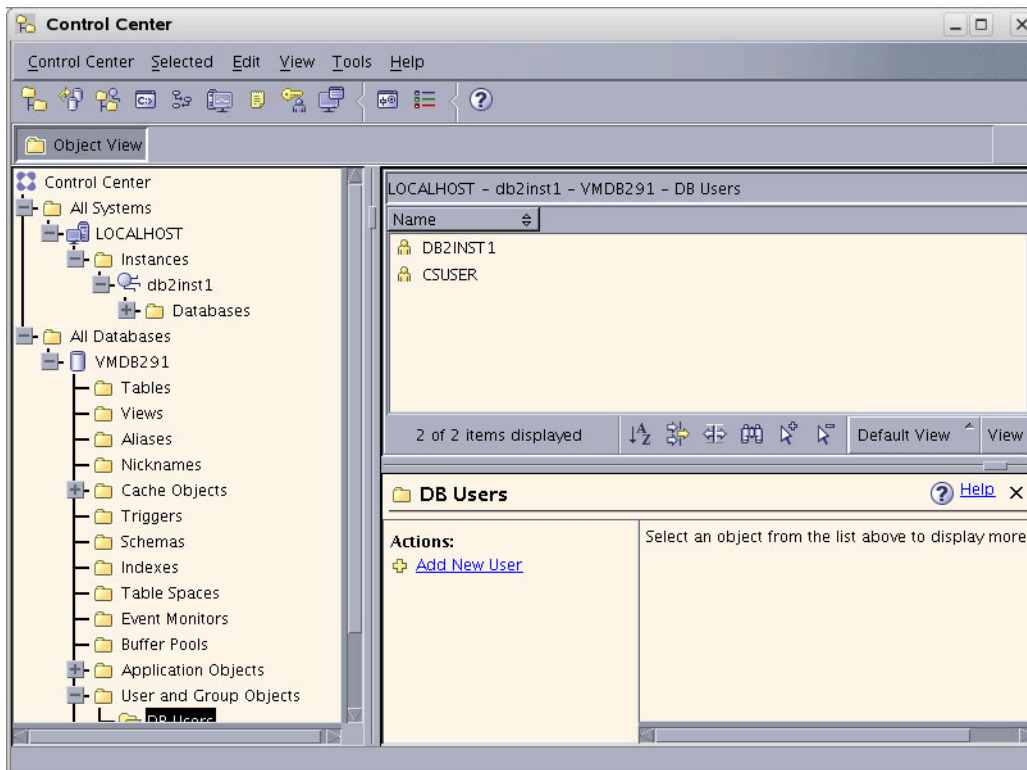 Control Center
Control Center Selected Edit View Tools Help
Object View
Control Center
All Systems
LOCALHOST
Instances
db2inst1
Databases
All Databases
VMDB291
Tables
Views
Aliases
Nicknames
Cache Objects
Triggers
Schemas
Indexes
Table Spaces
Event Monitors
Buffer Pools
Application Objects
User and Group Objects
DB Users
LOCALHOST - db2inst1 - VMDB291 - DB Users
Name
DB2INST1
CSUSER
2 of 2 items displayed
Default View
View
DB Users
Help
Actions:
Add New User
Select an object from the list above to display more